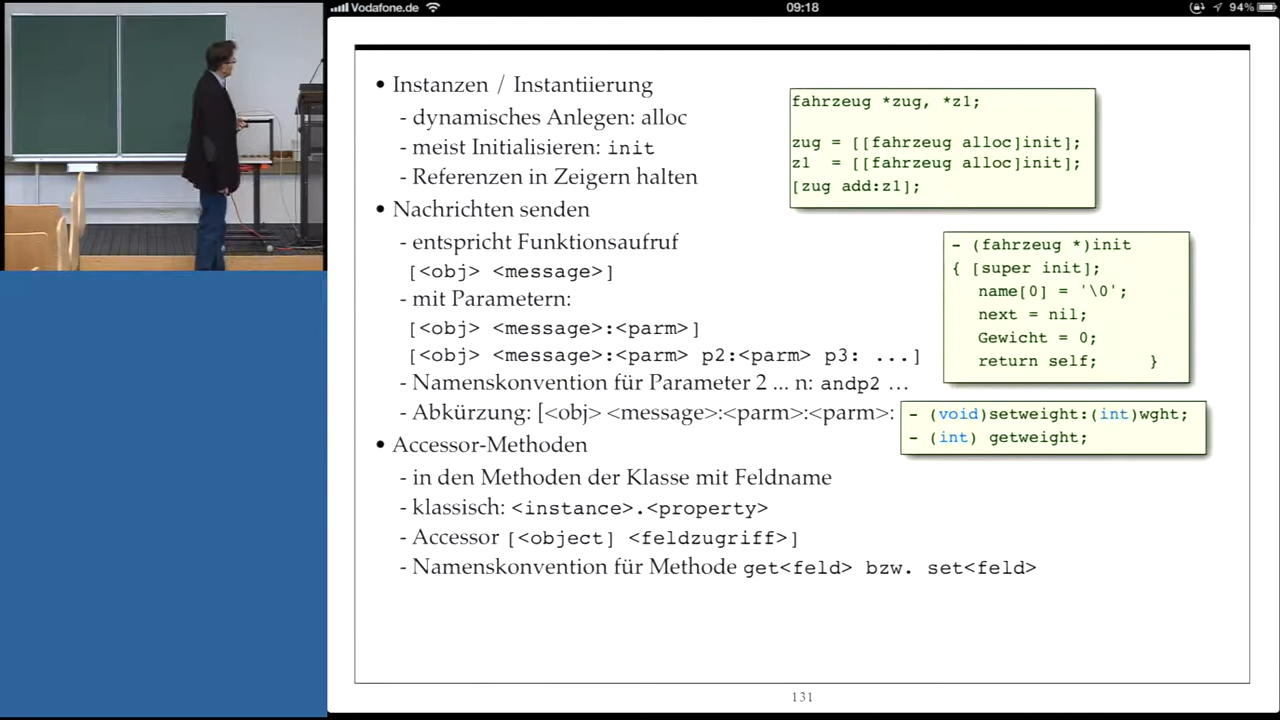 Vodafone.de
09:18
94%
• Instanzen / Instantiierung
- dynamisches Anlegen: alloc
- meist Initialisieren: init
- Referenzen in Zeigern halten
fahrzeug *zug, *z1;
zug = [[fahrzeug alloc]init];
z1 = [[fahrzeug alloc]init];
[zug add:z1];
• Nachrichten senden
- entspricht Funktionsaufruf
[<obj> <message>]
- mit Parametern:
[<obj> <message>:<parm>]
[<obj> <message>:<parm> p2:<parm> p3: ...]
- Namenskonvention für Parameter 2 ... n: andp2 ...
- Abkürzung: [<obj> <message>:<parm>:<parm>:
- (fahrzeug *)init
{ [super init];
name[0] = '\0';
next = nil;
Gewicht = 0;
return self; }
- (void)setweight:(int)wght;
- (int) getweight;
• Accessor-Methoden
- in den Methoden der Klasse mit Feldname
- klassisch: <instance>.<property>
- Accessor [<object] <feldzugriff>]
- Namenskonvention für Methode get<feld> bzw. set<feld>
131